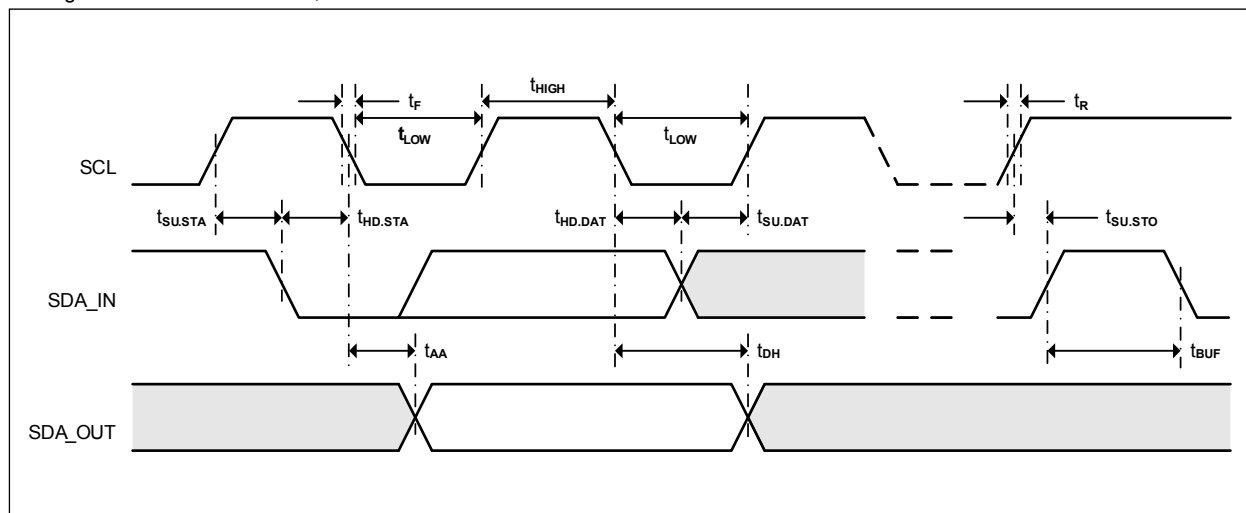 tHIGH
tF
tR
tLOW
tLOW
SCL
tSU.STA
tHD.STA
tHD.DAT
tSU.DAT
tSU.STO
SDA_IN
tAA
tDH
tBUF
SDA_OUT